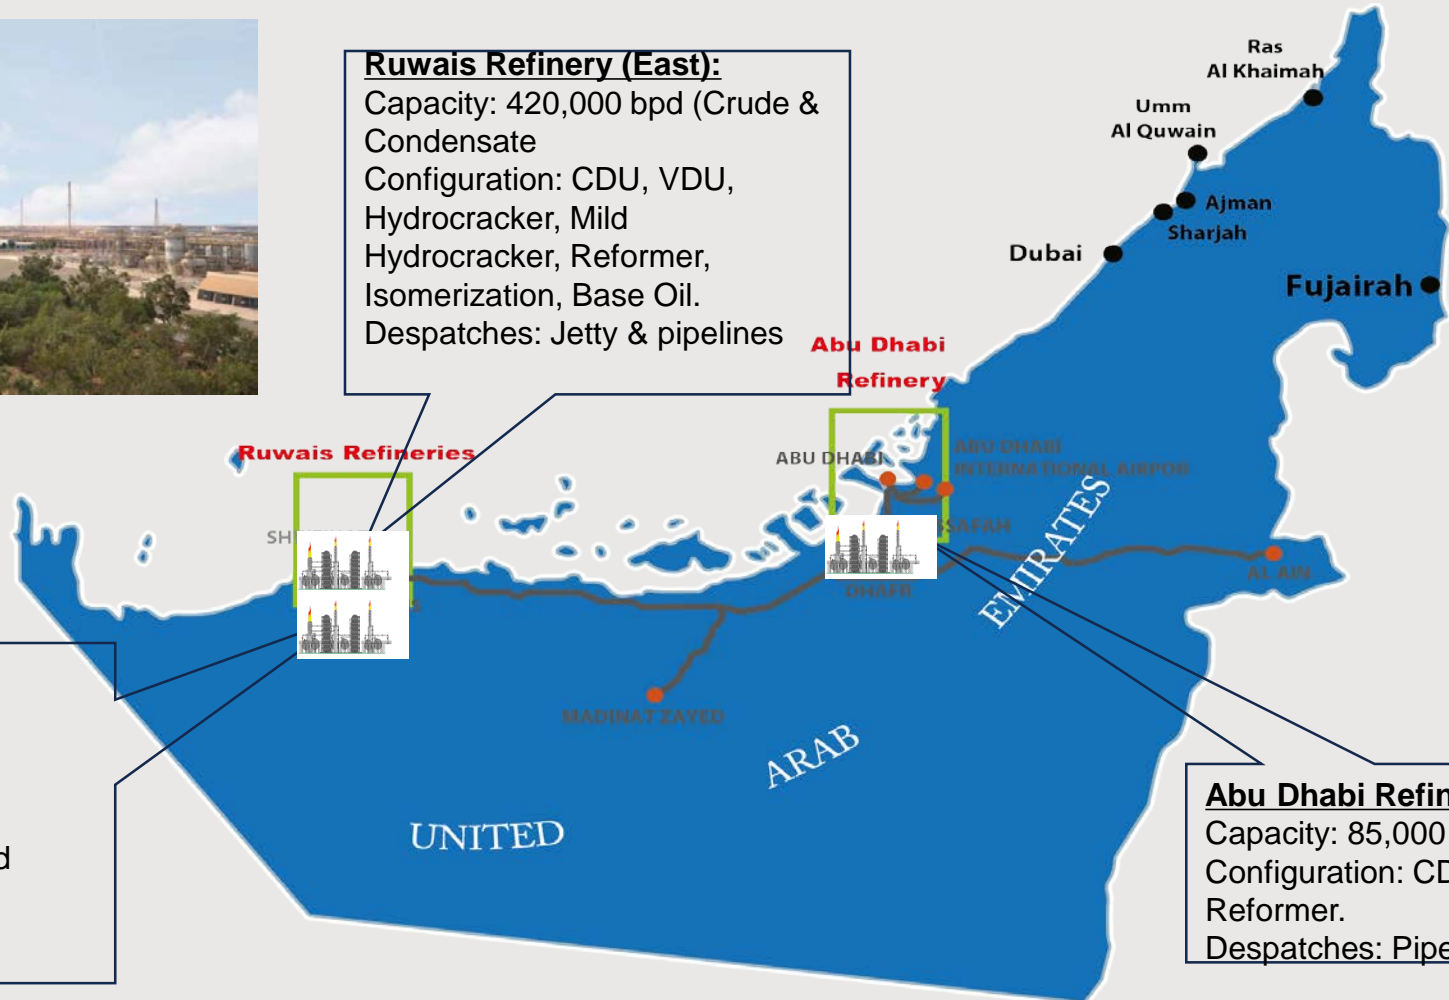 Ruwais Refinery (East):
Capacity: 420,000 bpd (Crude &
Condensate
Configuration: CDU, VDU,
Hydrocracker, Mild
Hydrocracker, Reformer,
Isomerization, Base Oil.
Despatches: Jetty & pipelines
Ras
Al Khaimah
Umm
Al Quwain
Ajman
Sharjah
Dubai
Fujairah
Abu Dhabi
Refinery
Ruwais Refineries
ABU DHABI
ABU DHABI
INTERNATIONAL AIRPOR
SH
SAFAH
DHAFR
AL AIN
MADINAT ZAYED
UNITED
ARAB
EMIRATES
d
Abu Dhabi Refin
Capacity: 85,000
Configuration: CD
Reformer.
Despatches: Pipe